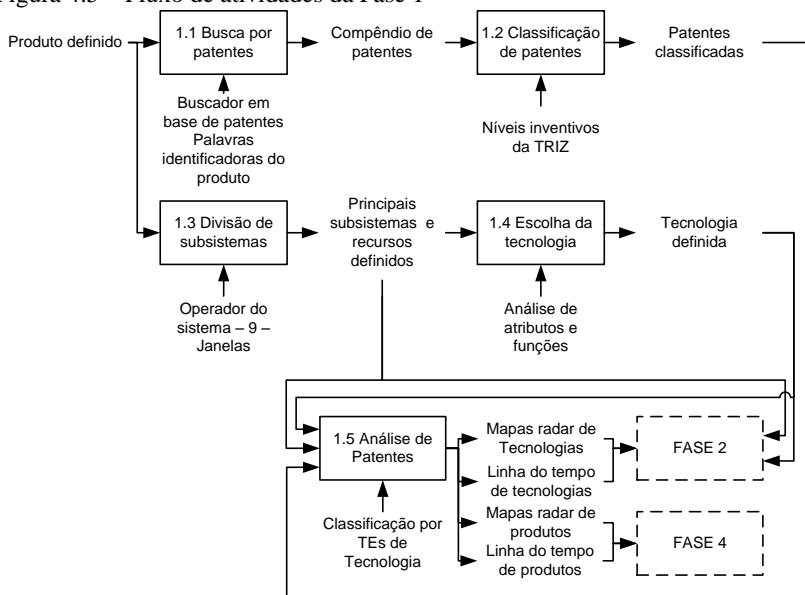 Figura 4.3 – Fluxo de atividades da Fase 1
Produto definido
1.1 Busca por
patentes
Compêndio de
patentes
1.2 Classificação
de patentes
Patentes
classificadas
Buscador em
base de patentes
Palavras
identificadoras do
produto
Níveis inventivos
da TRIZ
1.3 Divisão de
subsistemas
Principais
subsistemas e
recursos
definidos
1.4 Escolha da
tecnologia
Tecnologia
definida
Operador do
sistema – 9 –
Janelas
Análise de
atributos e
funções
1.5 Análise de
Patentes
Mapas radar de
Tecnologias
Linha do tempo
de tecnologias
Mapas radar de
produtos
Linha do tempo
de produtos
FASE 2
FASE 4
Classificação por
TEs de
Tecnologia